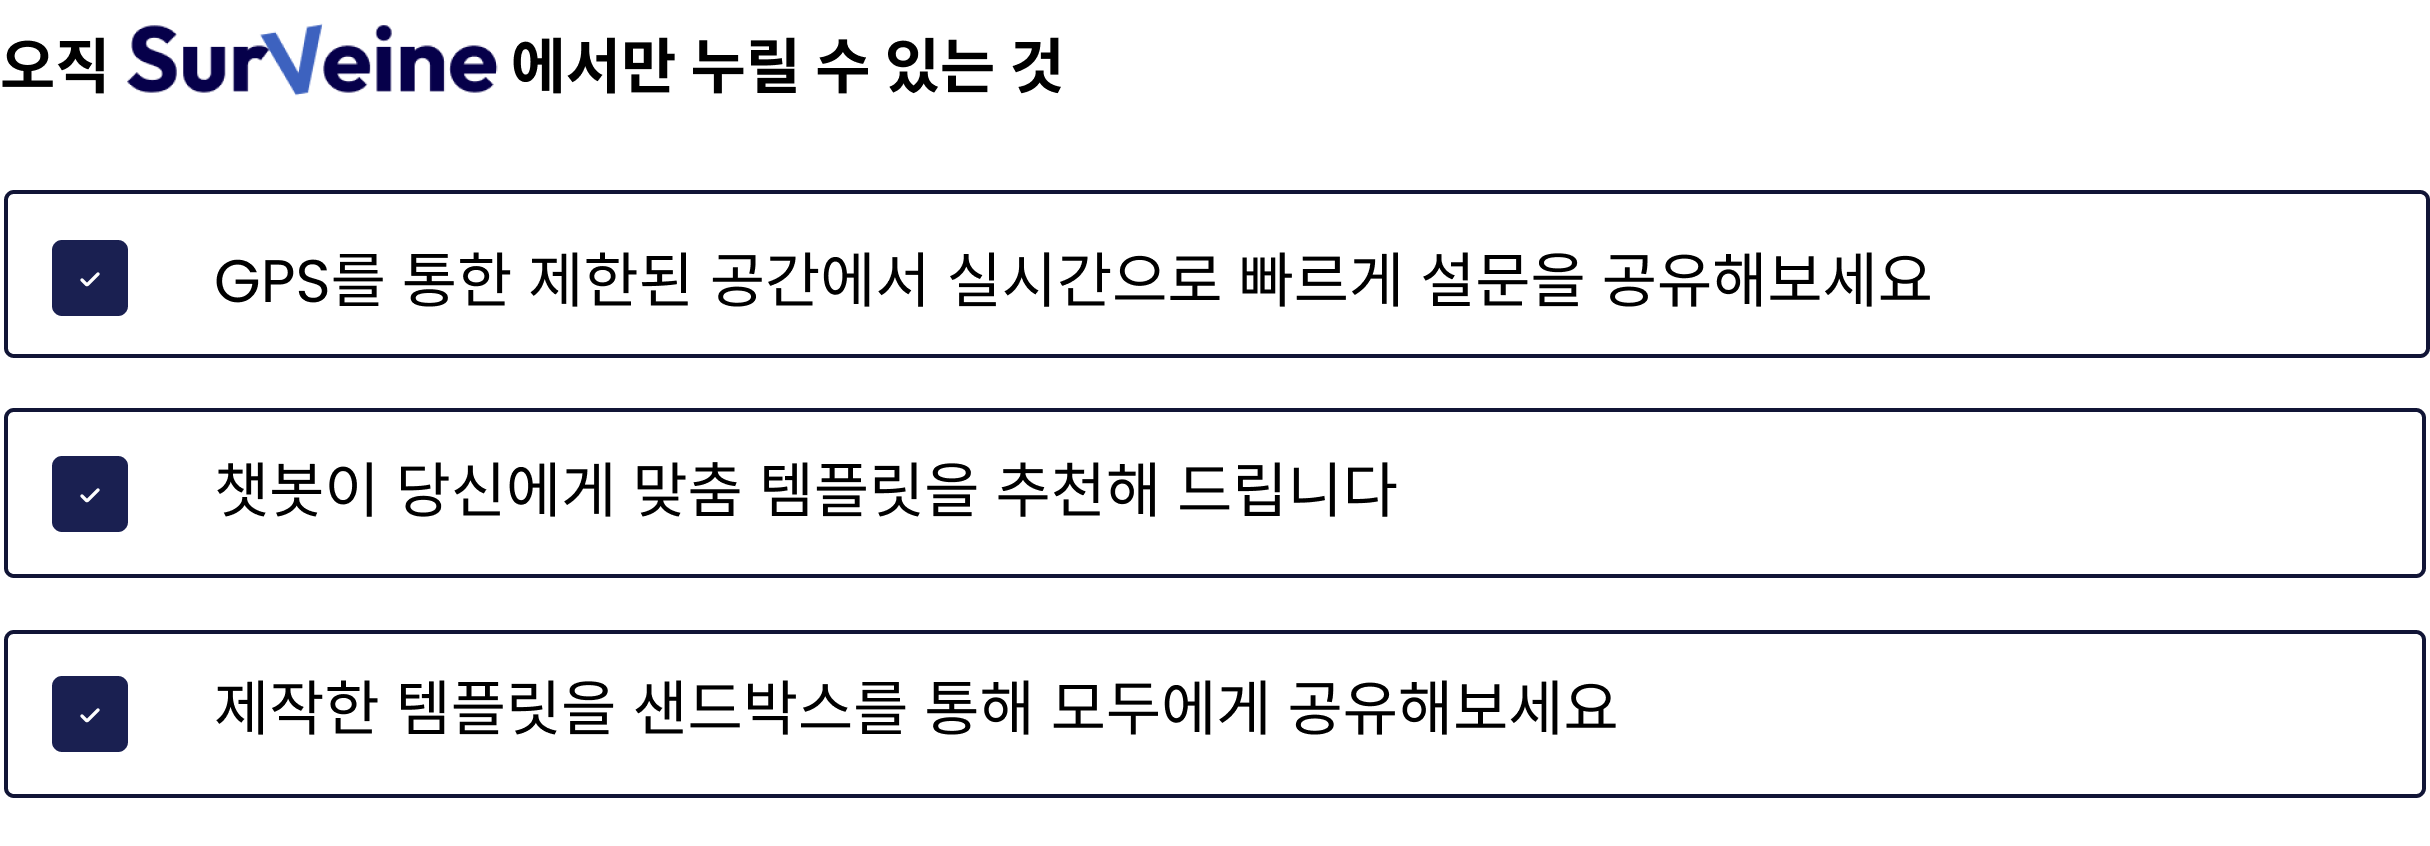 오직 SurVeine 에서만 누릴 수 있는 것
GPS를 통한 제한된 공간에서 실시간으로 빠르게 설문을 공유해보세요
챗봇이 당신에게 맞춤 템플릿을 추천해 드립니다
제작한 템플릿을 샌드박스를 통해 모두에게 공유해보세요